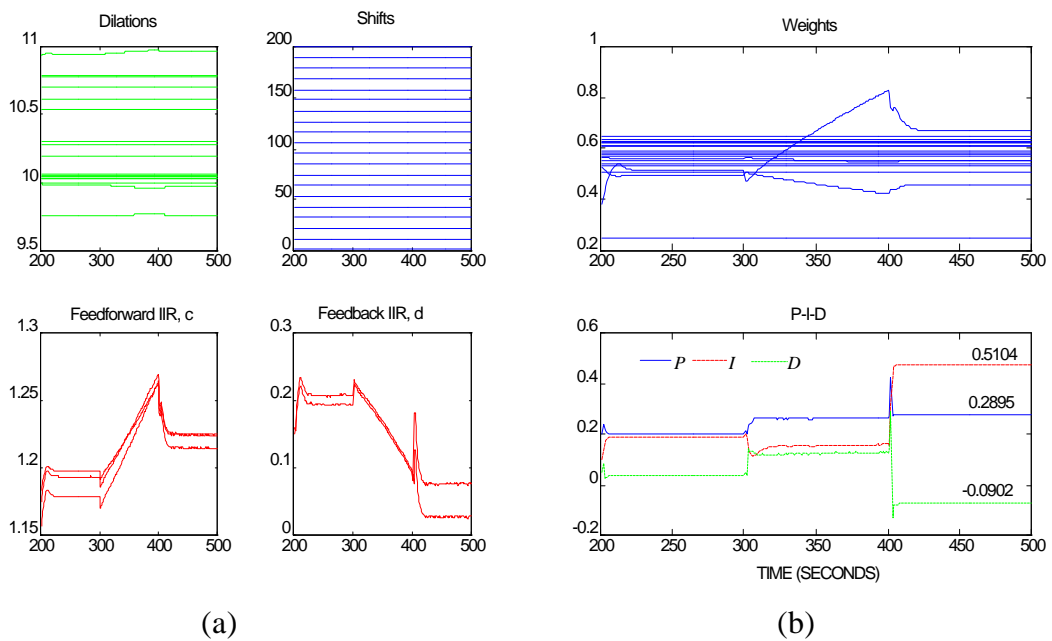 Dilations
Shifts
Weights
11
10.5
10
9.5
200 300 400 500
200
150
100
50
0
200 300 400 500
1
0.8
0.6
0.4
0.2
200 250 300 350 400 450 500
Feedforward IIR, c
Feedback IIR, d
P-I-D
1.3
1.25
1.2
1.15
200 300 400 500
0.3
0.2
0.1
0
200 300 400 500
0.6
0.4
0.2
0
-0.2
P I D
0.5104
0.2895
-0.0902
200 250 300 350 400 450 500
TIME (SECONDS)
(a)
(b)